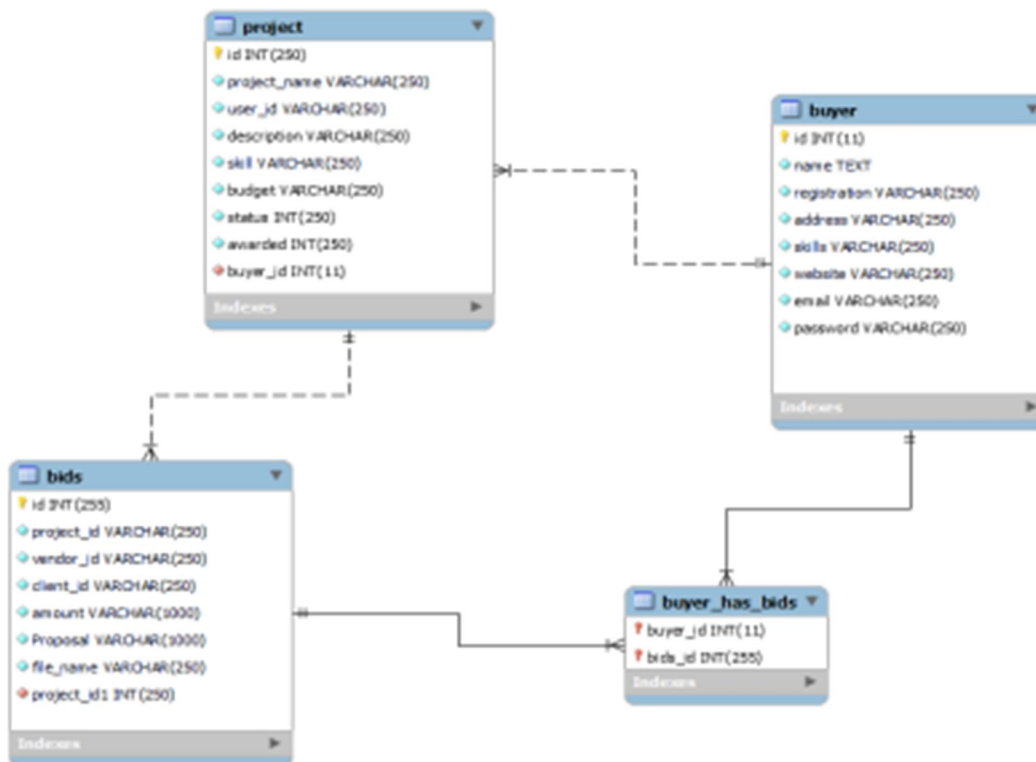 project
id INT(250)
project_name VARCHAR(250)
user_id VARCHAR(250)
description VARCHAR(250)
skill VARCHAR(250)
budget VARCHAR(250)
status INT(250)
awarded INT(250)
buyer_id INT(11)
Indexes
buyer
id INT(11)
name TEXT
registration VARCHAR(250)
address VARCHAR(250)
skills VARCHAR(250)
website VARCHAR(250)
email VARCHAR(250)
password VARCHAR(250)
Indexes
bids
id INT(255)
project_id VARCHAR(250)
vendor_id VARCHAR(250)
client_id VARCHAR(250)
amount VARCHAR(1000)
Proposal VARCHAR(1000)
file_name VARCHAR(250)
project_id1 INT(250)
Indexes
buyer_has_bids
buyer_id INT(11)
bids_id INT(255)
Indexes